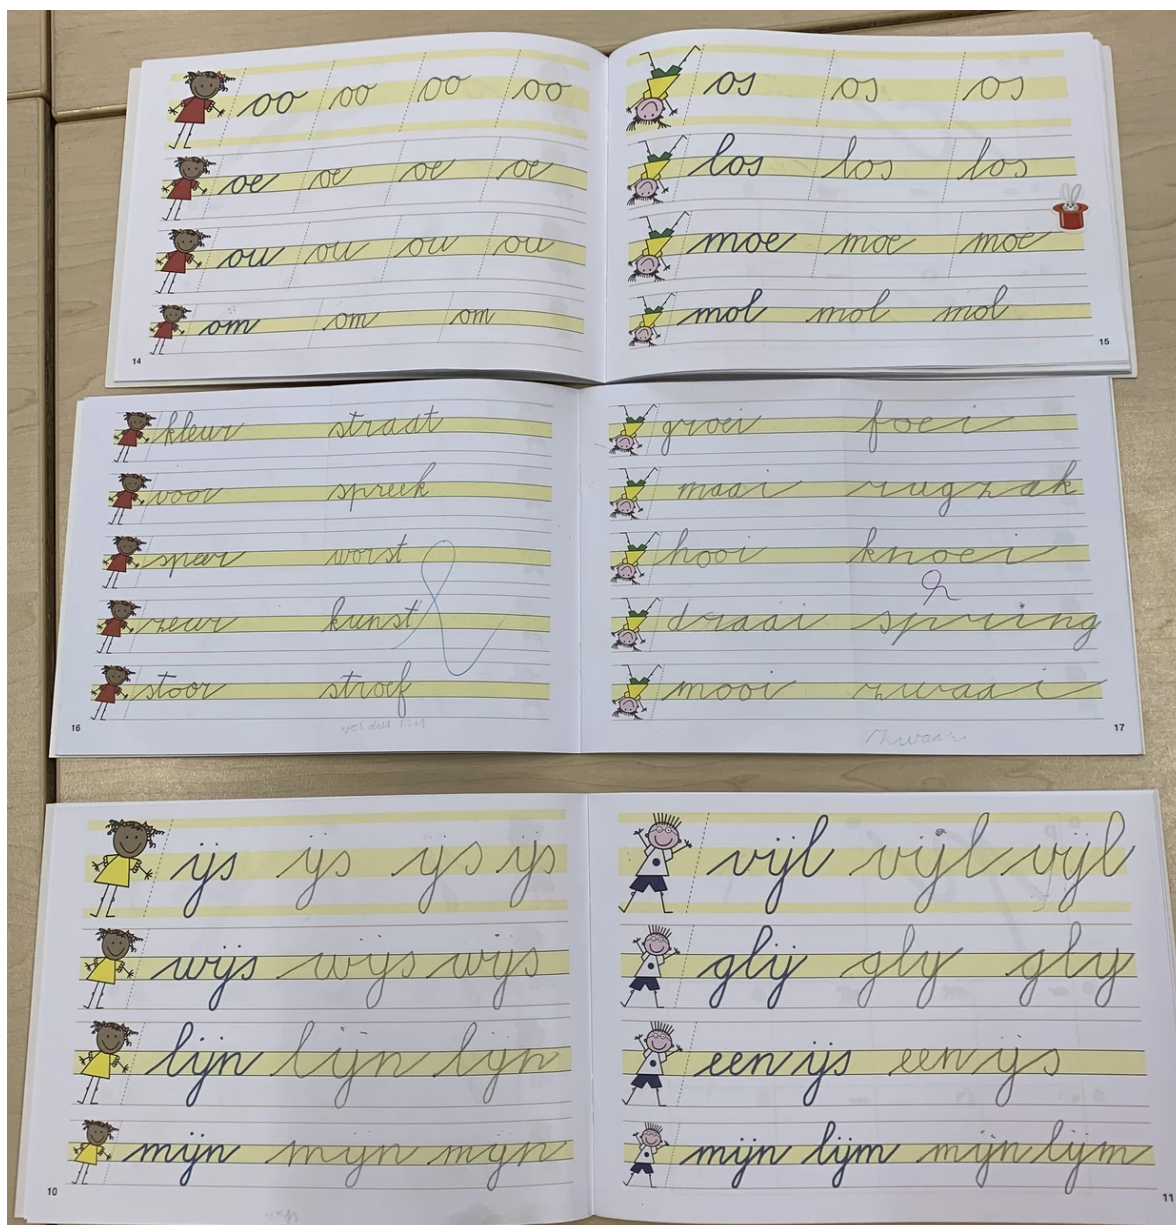 oo oo oo oo
oe oe oe oe
ou ou ou ou
om om om
14
os os os
los los los
moe moe moe
mol mol mol
15
kleur straat
voor spreek
speer worst
zeur kunst
stoor stroef
16
groei foei
maai rugzak
hooi knoei
draai spring
mooi zwaai
zwaai
17
ijs ijs ijs ijs
wijs wijs wijs
lijn lijn lijn
mijn mijn mijn
10
vijl vijl vijl
glij glij glij
een ijs een ijs
mijn lijm mijn lijm
11